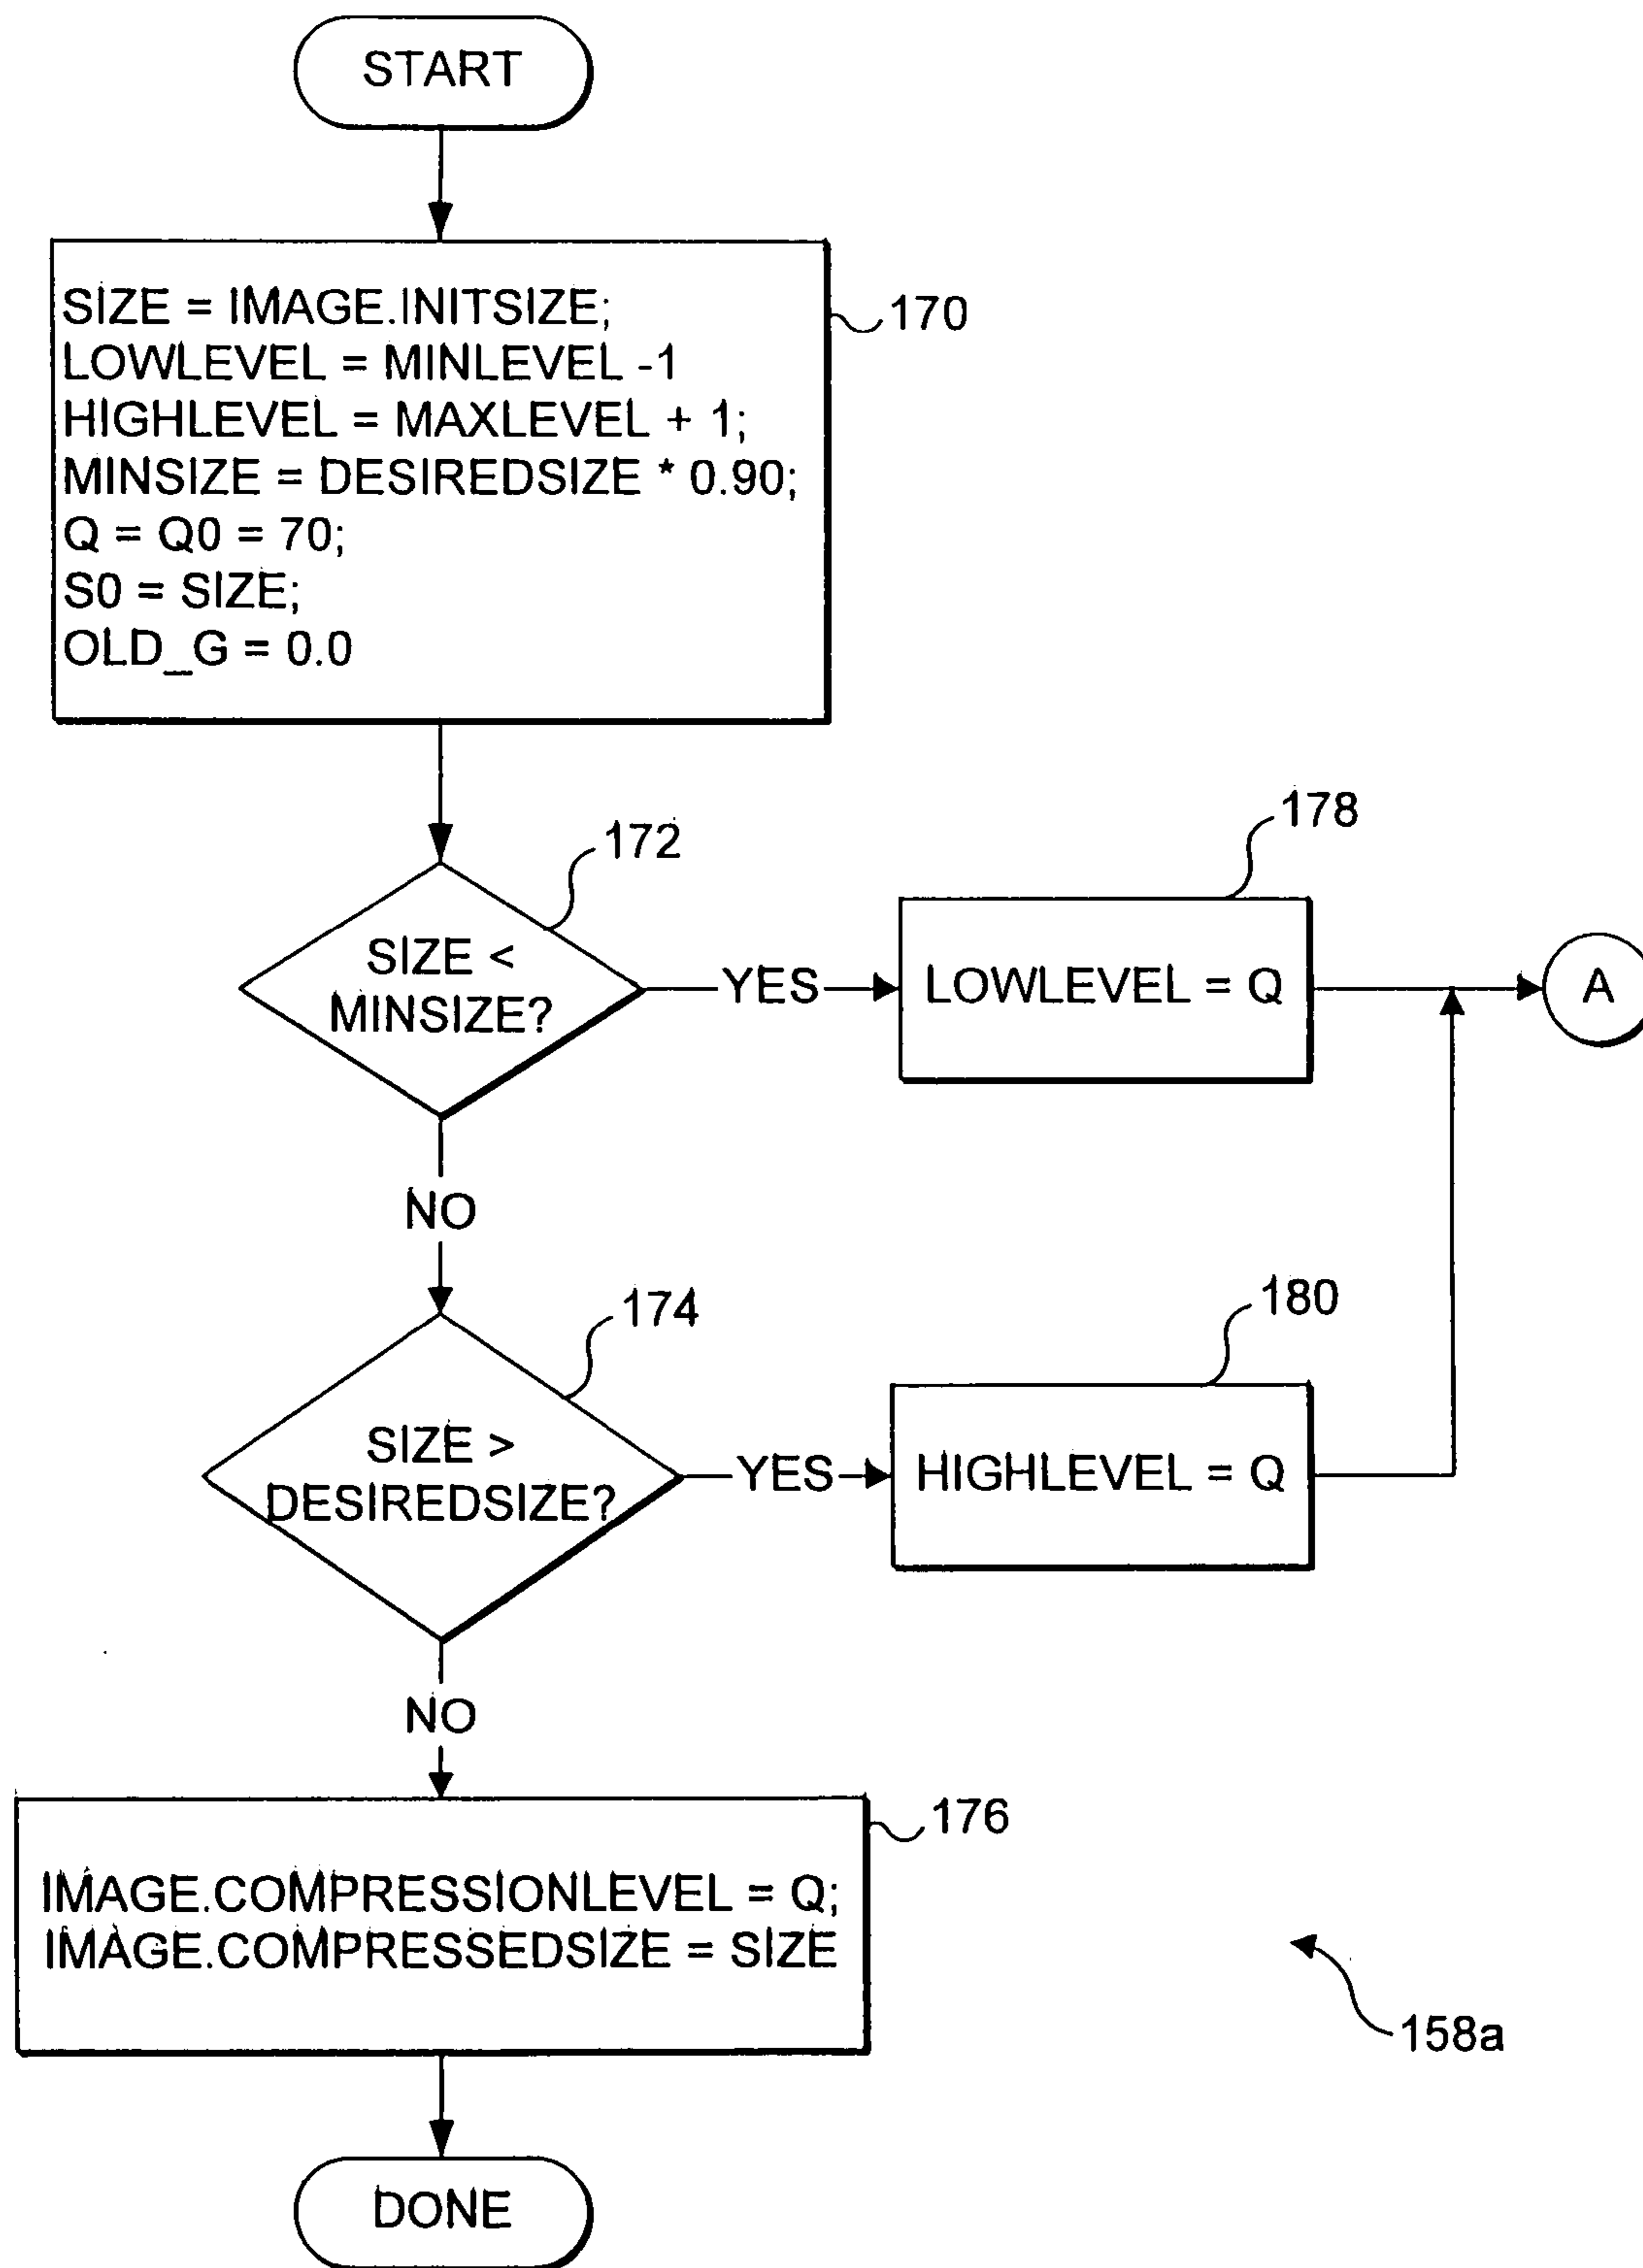 START
SIZE = IMAGE.INITSIZE;
LOWLEVEL = MINLEVEL -1
HIGHLEVEL = MAXLEVEL + 1;
MINSIZE = DESIREDSIZE * 0.90;
Q = Q0 = 70;
S0 = SIZE;
OLD_G = 0.0
170
172
SIZE <
MINSIZE?
YES
178
LOWLEVEL = Q
A
NO
174
SIZE >
DESIREDSIZE?
YES
180
HIGHLEVEL = Q
NO
176
IMAGE.COMPRESSIONLEVEL = Q;
IMAGE.COMPRESSEDSIZE = SIZE
158a
DONE